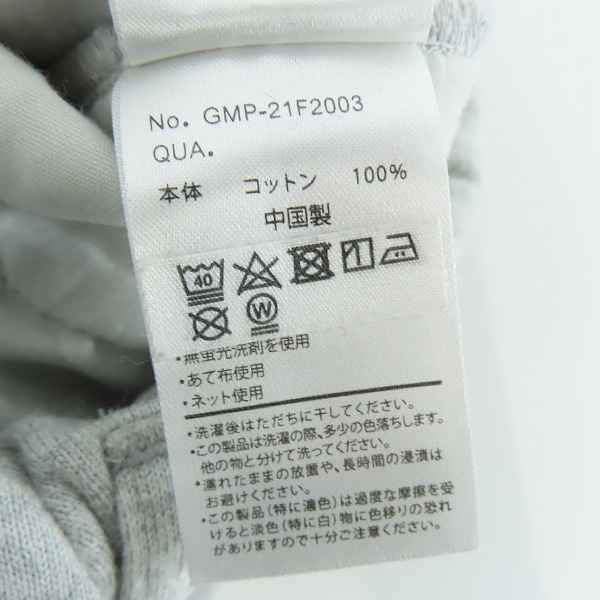 No. GMP-21F2003
QUA.
本体 コットン 100%
中国製
40
W
・無蛍光洗剤を使用
・あて布使用
・ネット使用
・洗濯後はただちに干してください。
・この製品は洗濯の際、多少の色落ちします。
他の物と分けて洗ってください。
・濡れたままの放置や、長時間の浸漬は
お避けください。
・この製品(特に濃色)は過度な摩擦を受
けると淡色(特に白)物に色移りの恐れ
がありますので十分ご注意ください。